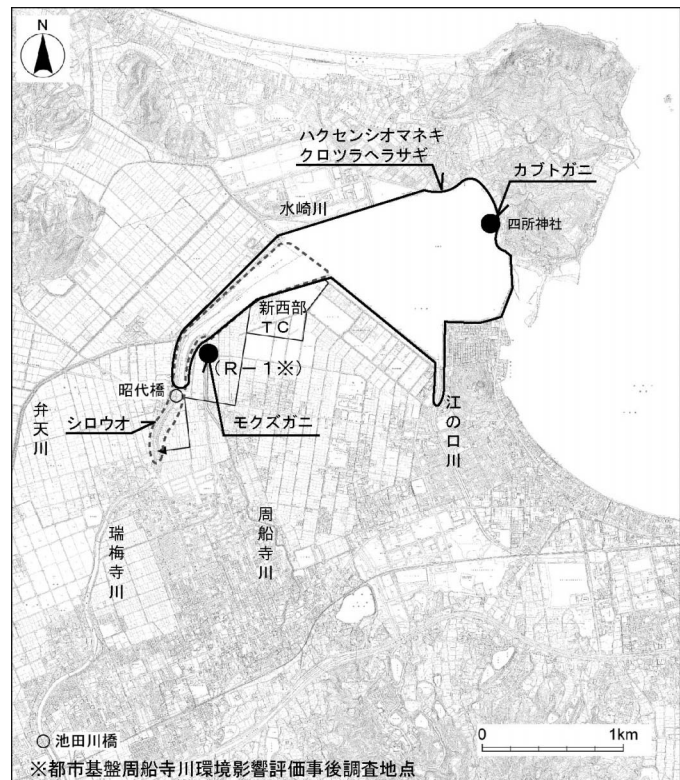 N
ハクセンシオマネキ
クロツラヘラサギ
カブトガニ
水崎川
四所神社
新西部
TC
(R-1※)
昭代橋
シロウオ
モクズガニ
弁天川
江の口川
瑞梅寺川
周船寺川
0 1km
○池田川橋
※都市基盤周船寺川環境影響評価事後調査地点